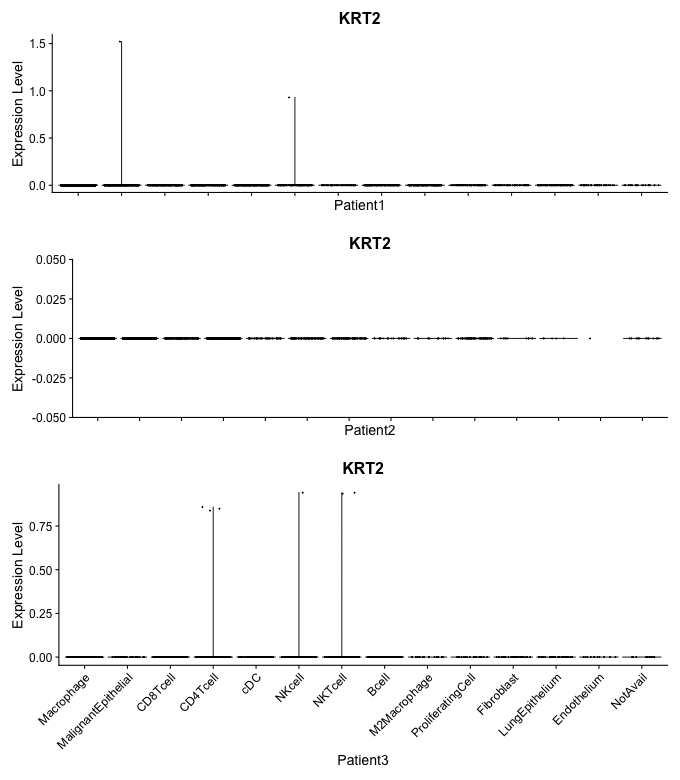 KRT2
Expression Level
1.5
1.0
0.5
0.0
Patient1
KRT2
Expression Level
0.050
0.025
0.000
-0.025
-0.050
Patient2
KRT2
Expression Level
0.75
0.50
0.25
0.00
Macrophage
MalignantEpithelial
CD8Tcell
CD4Tcell
cDC
NKcell
NKTcell
Bcell
M2Macrophage
ProliferatingCell
Fibroblast
LungEpithelium
Endothelium
NotAvail
Patient3